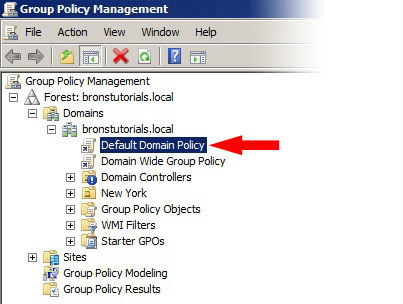 Group Policy Management
File Action View Window Help
Group Policy Management
Forest: bronstutorials.local
Domains
bronstutorials.local
Default Domain Policy
Domain Wide Group Policy
Domain Controllers
New York
Group Policy Objects
WMI Filters
Starter GPOs
Sites
Group Policy Modeling
Group Policy Results